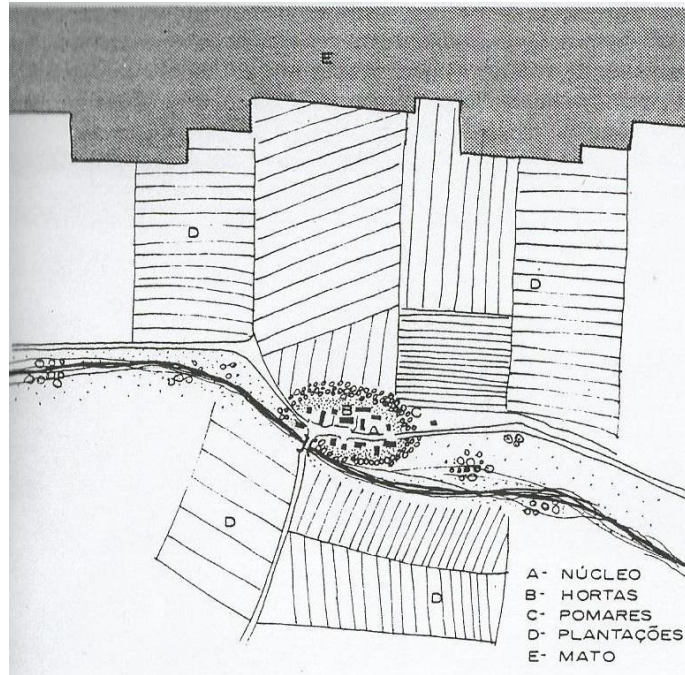 E
D
D
B
A
D
D
A- NÚCLEO
B- HORTAS
C- POMARES
D- PLANTAÇÕES
E- MATO